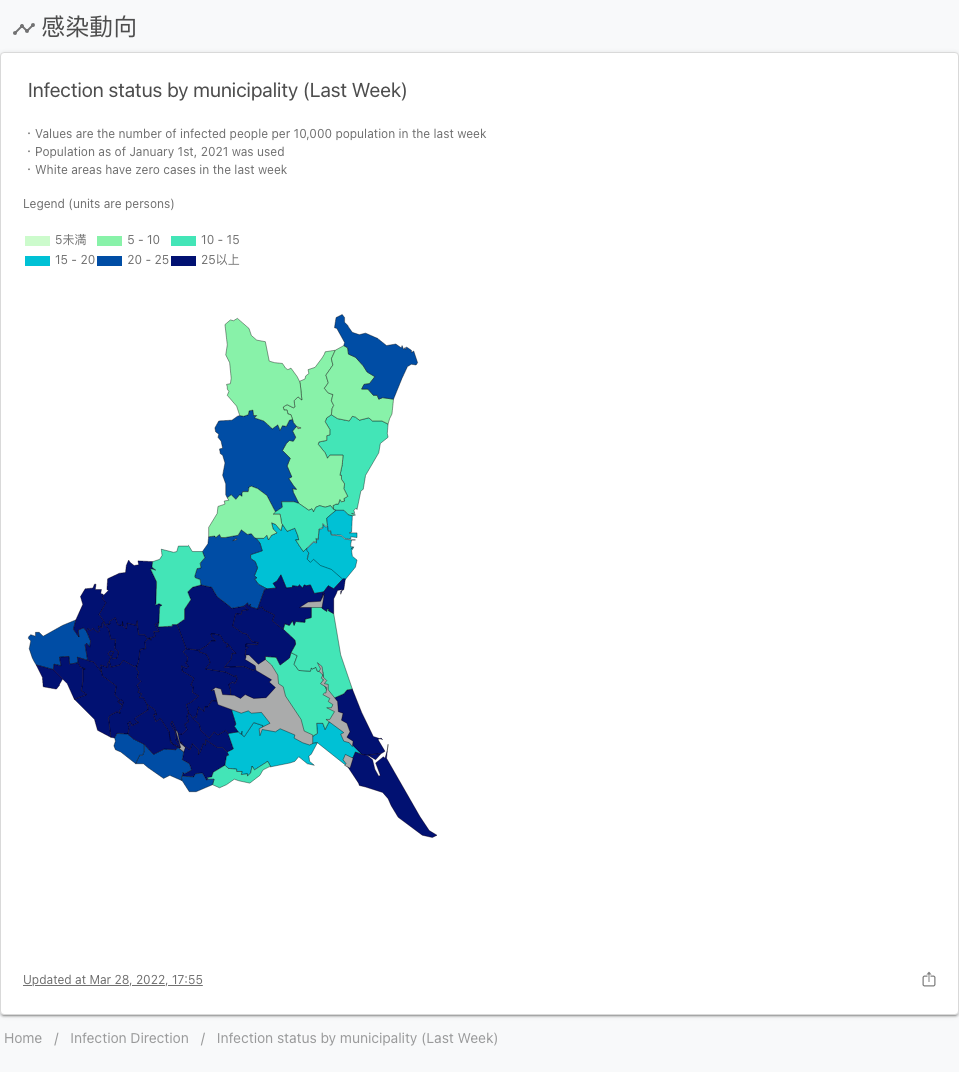 感染動向
Infection status by municipality (Last Week)
・Values are the number of infected people per 10,000 population in the last week
・Population as of January 1st, 2021 was used
・White areas have zero cases in the last week
Legend (units are persons)
5未満 5 - 10 10 - 15
15 - 20 20 - 25 25以上
Updated at Mar 28, 2022, 17:55
Home / Infection Direction / Infection status by municipality (Last Week)